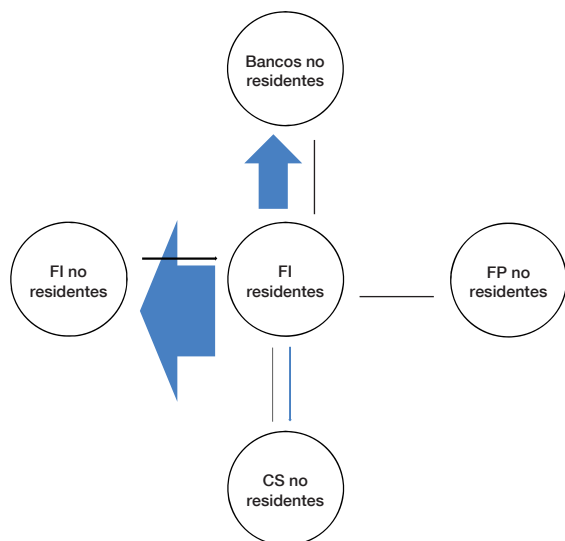 Bancos no
residentes
FI no
residentes
FI
residentes
FP no
residentes
CS no
residentes